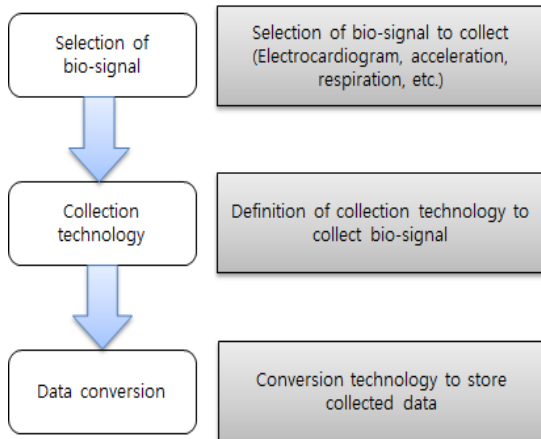 Selection of
bio-signal
Selection of bio-signal to collect
(Electrocardiogram, acceleration,
respiration, etc.)
Collection
technology
Definition of collection technology to
collect bio-signal
Data conversion
Conversion technology to store
collected data